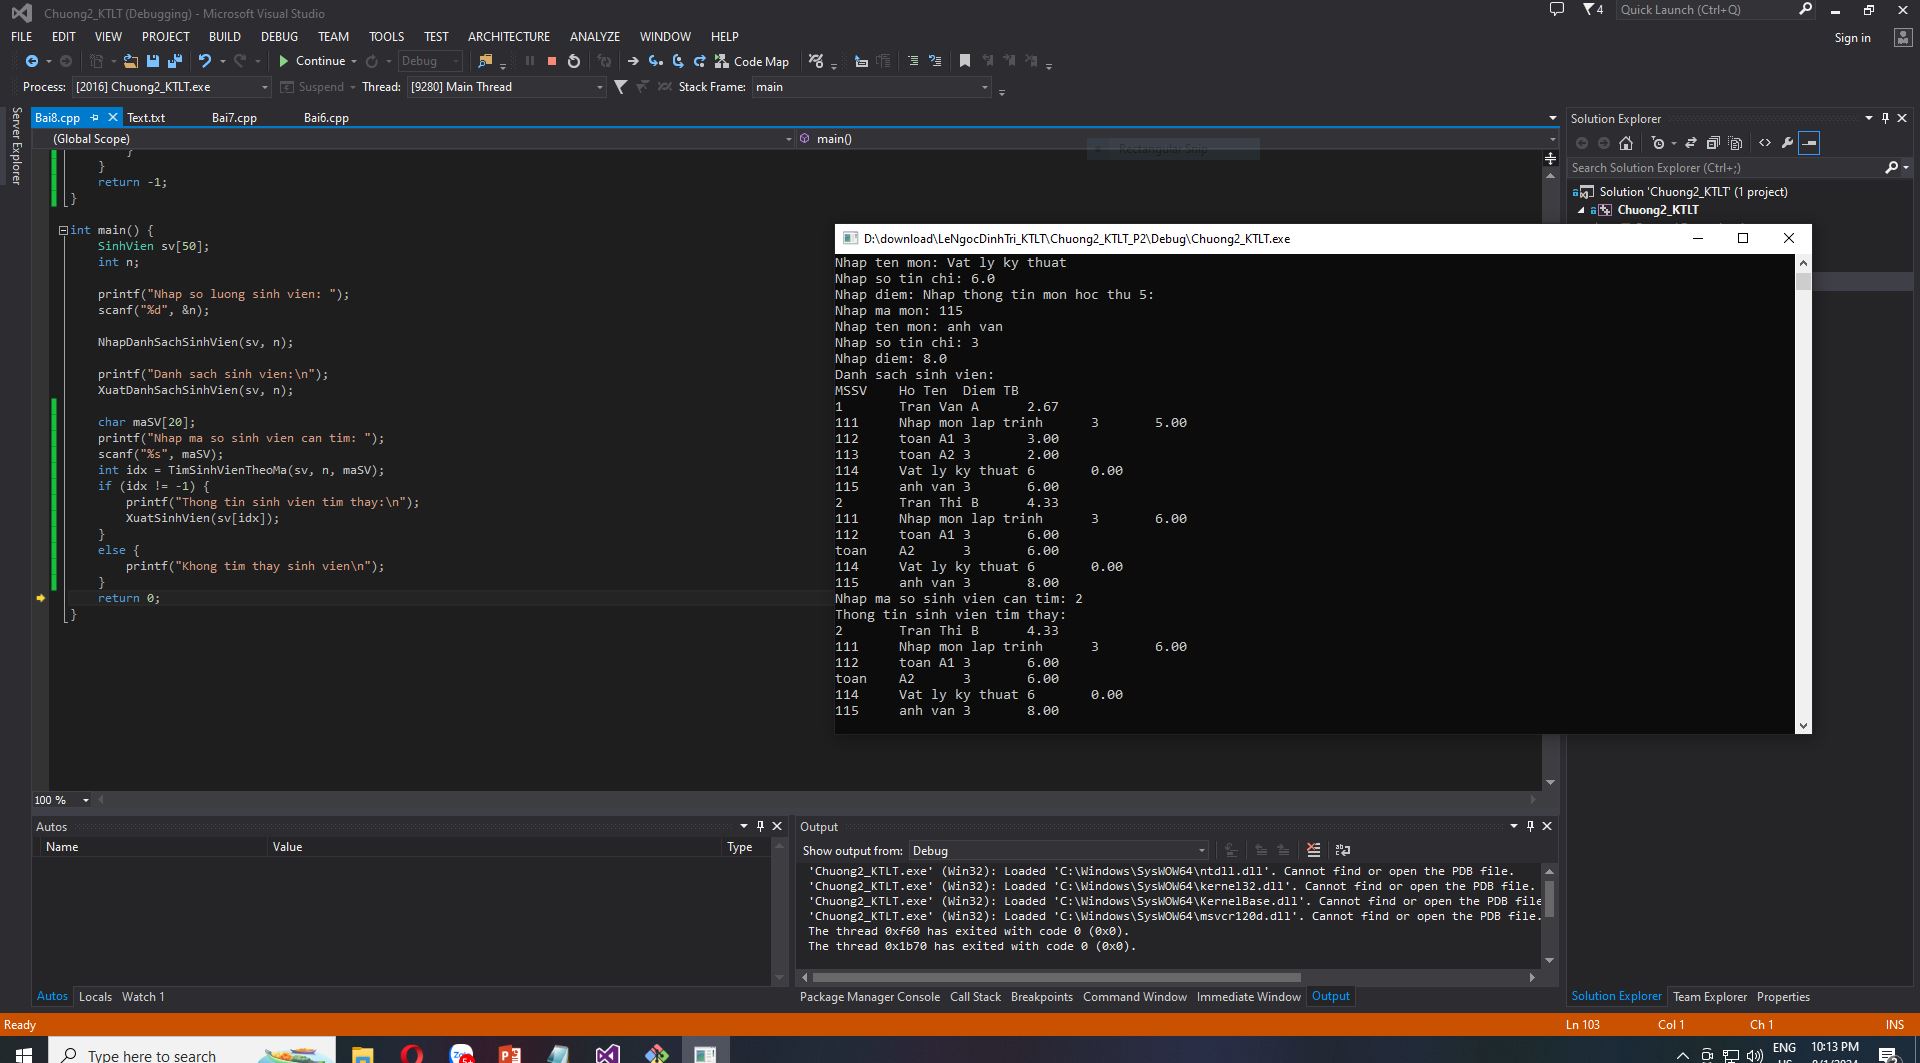 Chuong2_KTLT (Debugging) - Microsoft Visual Studio
4
Quick Launch (Ctrl+Q)
FILE EDIT VIEW PROJECT BUILD DEBUG TEAM TOOLS TEST ARCHITECTURE ANALYZE WINDOW HELP
Sign in
Continue Debug Code Map
Process: [2016] Chuong2_KTLT.exe Suspend Thread: [9280] Main Thread Stack Frame: main
Server Explorer
Bai8.cpp Text.txt Bai7.cpp Bai6.cpp
(Global Scope) main()
Rectangular Snip
}
}
return -1;
}
int main() {
SinhVien sv[50];
int n;
printf("Nhap so luong sinh vien: ");
scanf("%d", &n);
NhapDanhSachSinhVien(sv, n);
printf("Danh sach sinh vien:\n");
XuatDanhSachSinhVien(sv, n);
char maSV[20];
printf("Nhap ma so sinh vien can tim: ");
scanf("%s", maSV);
int idx = TimSinhVienTheoMa(sv, n, maSV);
if (idx != -1) {
printf("Thong tin sinh vien tim thay:\n");
XuatSinhVien(sv[idx]);
}
else {
printf("Khong tim thay sinh vien\n");
}
return 0;
}
100 %
D:\download\LeNgocDinhTri_KTLT\Chuong2_KTLT_P2\Debug\Chuong2_KTLT.exe
Nhap ten mon: Vat ly ky thuat
Nhap so tin chi: 6.0
Nhap diem: Nhap thong tin mon hoc thu 5:
Nhap ma mon: 115
Nhap ten mon: anh van
Nhap so tin chi: 3
Nhap diem: 8.0
Danh sach sinh vien:
MSSV Ho Ten Diem TB
1 Tran Van A 2.67
111 Nhap mon lap trinh 3 5.00
112 toan A1 3 3.00
113 toan A2 3 2.00
114 Vat ly ky thuat 6 0.00
115 anh van 3 6.00
2 Tran Thi B 4.33
111 Nhap mon lap trinh 3 6.00
112 toan A1 3 6.00
toan A2 3 6.00
114 Vat ly ky thuat 6 0.00
115 anh van 3 8.00
Nhap ma so sinh vien can tim: 2
Thong tin sinh vien tim thay:
2 Tran Thi B 4.33
111 Nhap mon lap trinh 3 6.00
112 toan A1 3 6.00
toan A2 3 6.00
114 Vat ly ky thuat 6 0.00
115 anh van 3 8.00
Solution Explorer
Search Solution Explorer (Ctrl+;)
Solution 'Chuong2_KTLT' (1 project)
Chuong2_KTLT
Autos
Name Value Type
Autos Locals Watch 1
Output
Show output from: Debug
'Chuong2_KTLT.exe' (Win32): Loaded 'C:\Windows\SysWOW64\ntdll.dll'. Cannot find or open the PDB file.
'Chuong2_KTLT.exe' (Win32): Loaded 'C:\Windows\SysWOW64\kernel32.dll'. Cannot find or open the PDB file.
'Chuong2_KTLT.exe' (Win32): Loaded 'C:\Windows\SysWOW64\KernelBase.dll'. Cannot find or open the PDB file
'Chuong2_KTLT.exe' (Win32): Loaded 'C:\Windows\SysWOW64\msvcr120d.dll'. Cannot find or open the PDB file.
The thread 0xf60 has exited with code 0 (0x0).
The thread 0x1b70 has exited with code 0 (0x0).
Package Manager Console Call Stack Breakpoints Command Window Immediate Window Output
Solution Explorer Team Explorer Properties
Ready Ln 103 Col 1 Ch 1 INS
Type here to search
ENG
10:13 PM